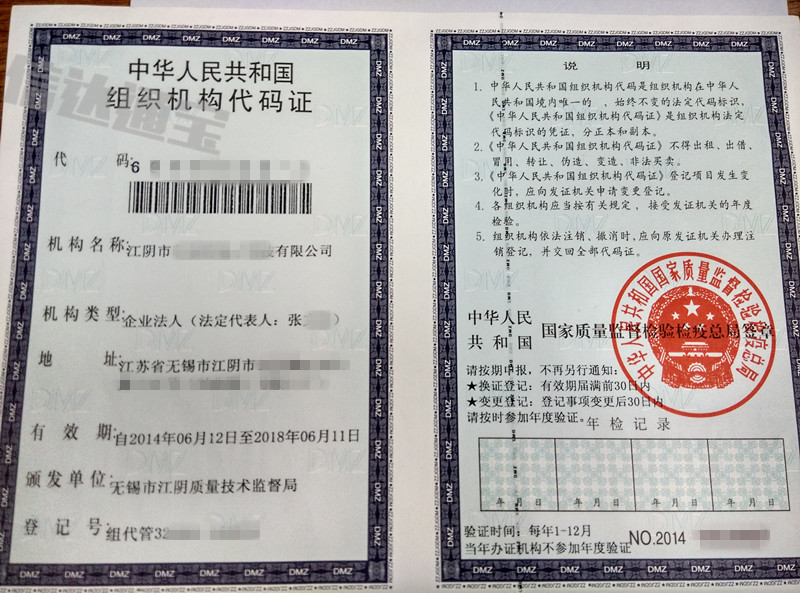 信达通宝
中华人民共和国
组织机构代码证
代 码:6
机构名称:江阴市 有限公司
机构类型:企业法人（法定代表人：张 ）
地 址:江苏省无锡市江阴市
有 效 期:自2014年06月12日至2018年06月11日
颁发单位:无锡市江阴质量技术监督局
登 记 号:组代管32
说 明
1. 中华人民共和国组织机构代码是组织机构在中华人
民共和国境内唯一的 、始终不变的法定代码标识，
《中华人民共和国组织机构代码证》是组织机构法定
代码标识的凭证，分正本和副本。
2.《中华人民共和国组织机构代码证》不得出租、出借、
冒用、转让、伪造、变造、非法买卖。
3.《中华人民共和国组织机构代码证》登记项目发生变
化时，应向发证机关申请变更登记。
4. 各组织机构应当按有关规定，接受发证机关的年度
检验。
5. 组织机构依法注销、撤消时，应向原发证机关办理注
销登记，并交回全部代码证。
中华人民
共和国 国家质量监督检验检疫总局签章
中华人民共和国国家质量监督检验检疫总局
请按期申报，不再另行通知：
★换证登记：有效期届满前30日内
★变更登记：登记事项变更后30日内
请按时参加年度验证。
年检记录
年 月 日 年 月 日 年 月 日 年 月 日
验证时间：每年1-12月
当年办证机构不参加年度验证
NO.2014
DMZ
ZZJGDM